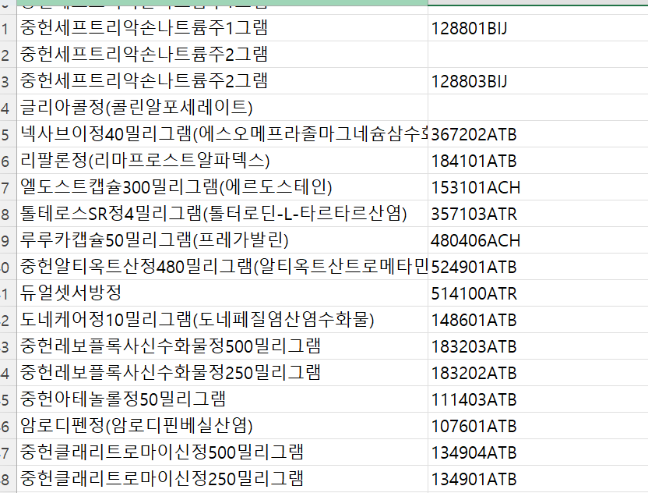 1 중헌세프트리악손나트륨주1그램 128801BIJ
2 중헌세프트리악손나트륨주2그램
3 중헌세프트리악손나트륨주2그램 128803BIJ
4 글리아콜정(콜린알포세레이트)
5 넥사브이정40밀리그램(에스오메프라졸마그네슘삼수 367202ATB
6 리팔론정(리마프로스트알파덱스) 184101ATB
7 엘도스트캡슐300밀리그램(에르도스테인) 153101ACH
8 톨테로스SR정4밀리그램(톨터로딘-L-타르타르산염) 357103ATR
9 루루카캡슐50밀리그램(프레가발린) 480406ACH
0 중헌알티옥트산정480밀리그램(알티옥트산트로메타민 524901ATB
1 듀얼셋서방정 514100ATR
2 도네케어정10밀리그램(도네페질염산염수화물) 148601ATB
3 중헌레보플록사신수화물정500밀리그램 183203ATB
4 중헌레보플록사신수화물정250밀리그램 183202ATB
5 중헌아테놀롤정50밀리그램 111403ATB
6 암로디펜정(암로디핀베실산염) 107601ATB
7 중헌클래리트로마이신정500밀리그램 134904ATB
8 중헌클래리트로마이신정250밀리그램 134901ATB